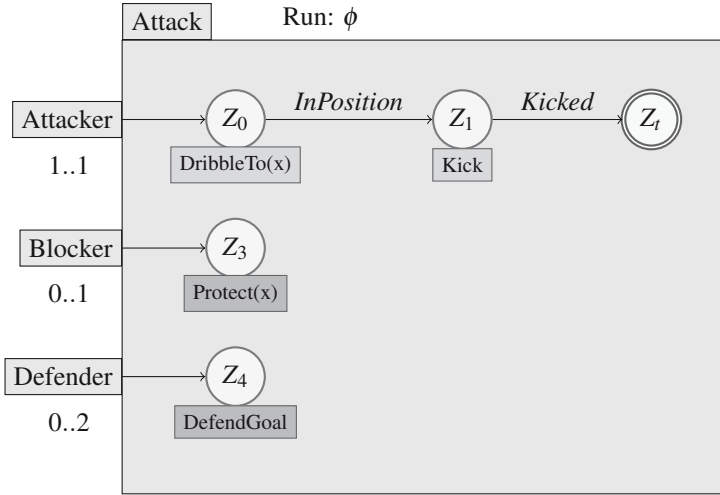 Attack Run: ϕ
Attacker Z₀ InPosition Z₁ Kicked Zₜ
1..1 DribbleTo(x) Kick
Blocker Z₃
0..1 Protect(x)
Defender Z₄
0..2 DefendGoal